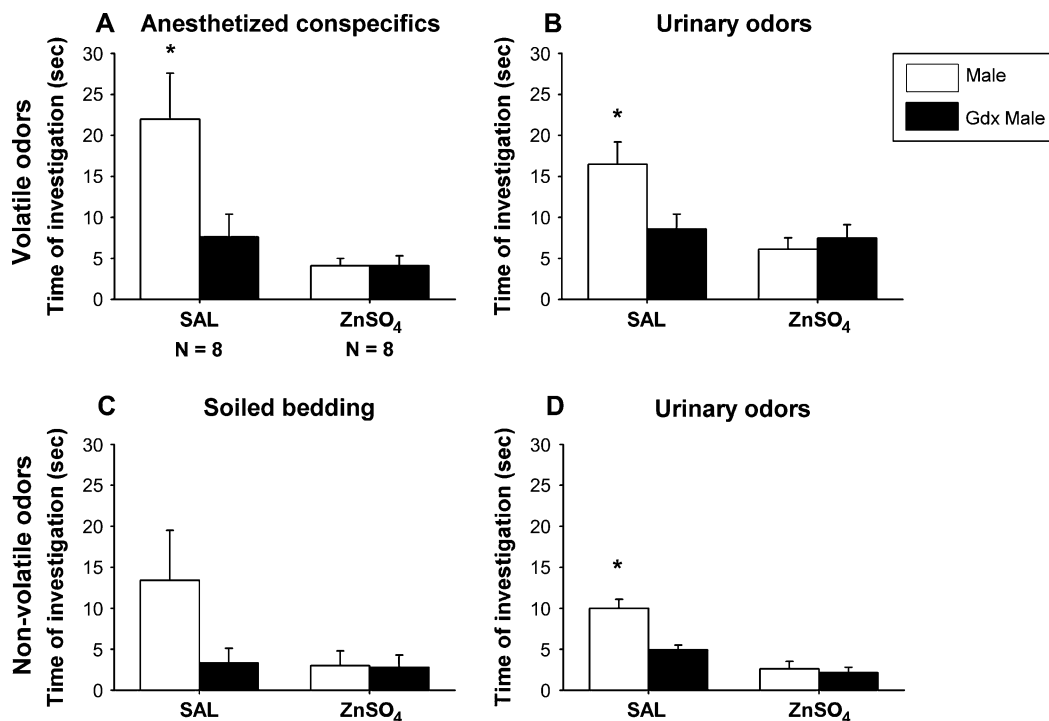 A Anesthetized conspecifics
B Urinary odors
Volatile odors
Time of investigation (sec)
30
25
20
15
10
5
0
*
SAL
ZnSO4
N = 8
N = 8
Time of investigation (sec)
30
25
20
15
10
5
0
*
SAL
ZnSO4
Male
Gdx Male
C Soiled bedding
D Urinary odors
Non-volatile odors
Time of investigation (sec)
30
25
20
15
10
5
0
SAL
ZnSO4
Time of investigation (sec)
30
25
20
15
10
5
0
*
SAL
ZnSO4